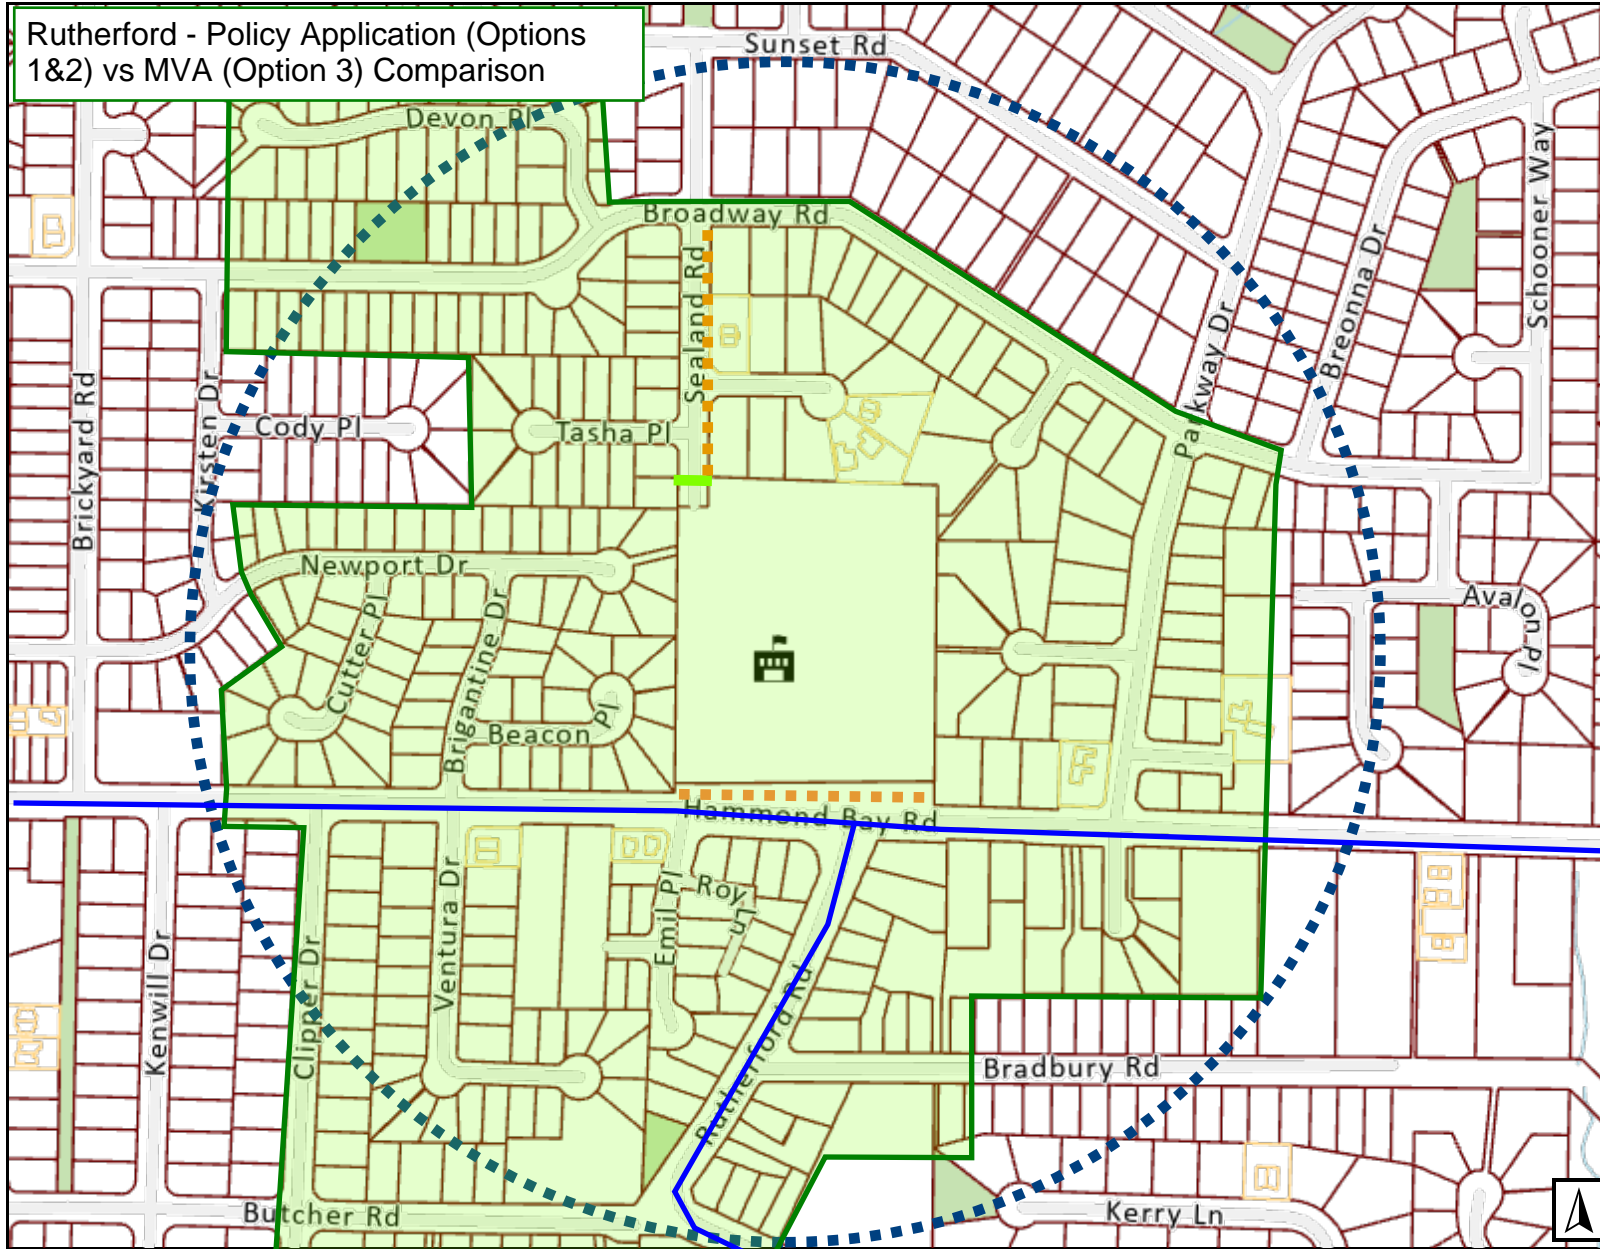 Rutherford - Policy Application (Options
1&2) vs MVA (Option 3) Comparison
Sunset Rd
Devon Pl
Broadway Rd
Sealand Rd
Schooner Way
Breonna Dr
Parkway Dr
Brickyard Rd
Kirsten Dr
Cody Pl
Tasha Pl
Newport Dr
Cutter Pl
Brigantine Dr
Beacon Pl
Avalon Pl
Hammond Bay Rd
Roy Ln
Emil Pl
Ventura Dr
Clipper Dr
Kenwill Dr
Rutherford Rd
Bradbury Rd
Butcher Rd
Kerry Ln